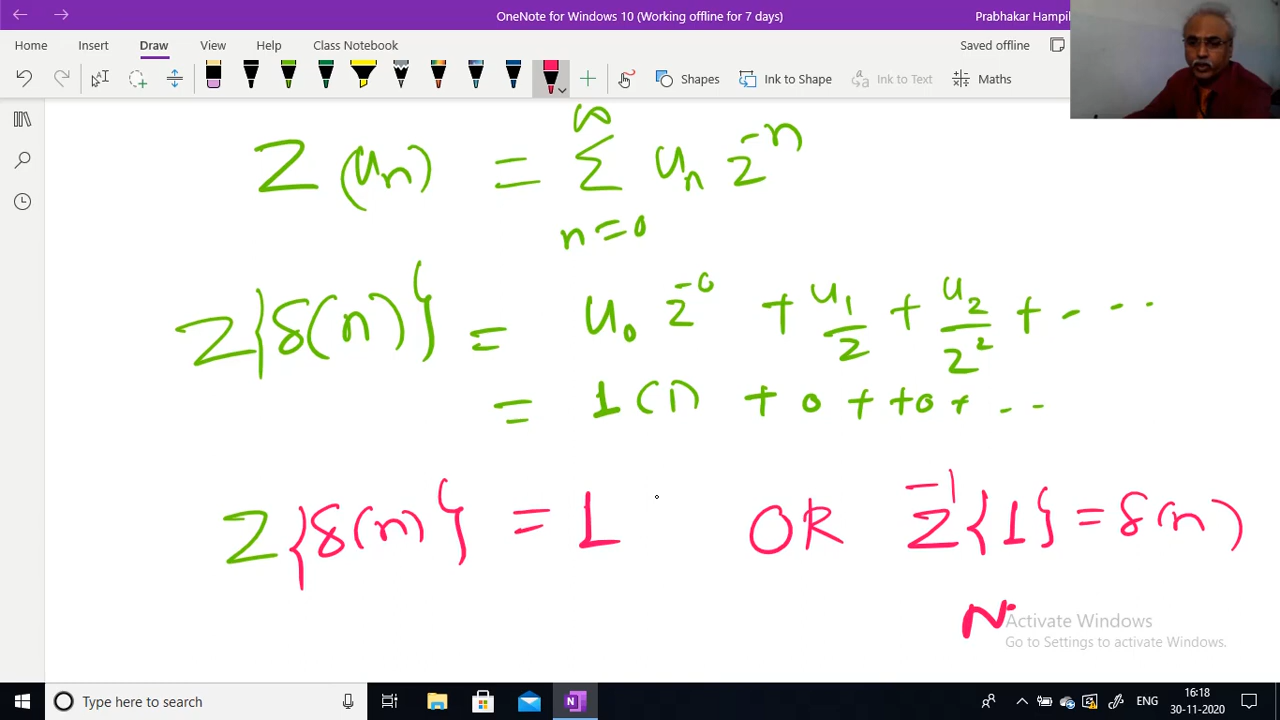 OneNote for Windows 10 (Working offline for 7 days)
Prabhakar Hampil
Home Insert Draw View Help Class Notebook Saved offline
Shapes Ink to Shape Ink to Text Maths
Z(uₙ) = ∑ₙ₌₀^∞ uₙ z⁻ⁿ
Z{δ(n)} = u₀ z⁻⁰ + u₁/z + u₂/z² + - ...
= 1(1) + 0 + +0 + ...
Z{δ(n)} = 1 OR Z⁻¹{1} = δ(n)
N
Activate Windows
Go to Settings to activate Windows.
Type here to search
ENG
16:18
30-11-2020